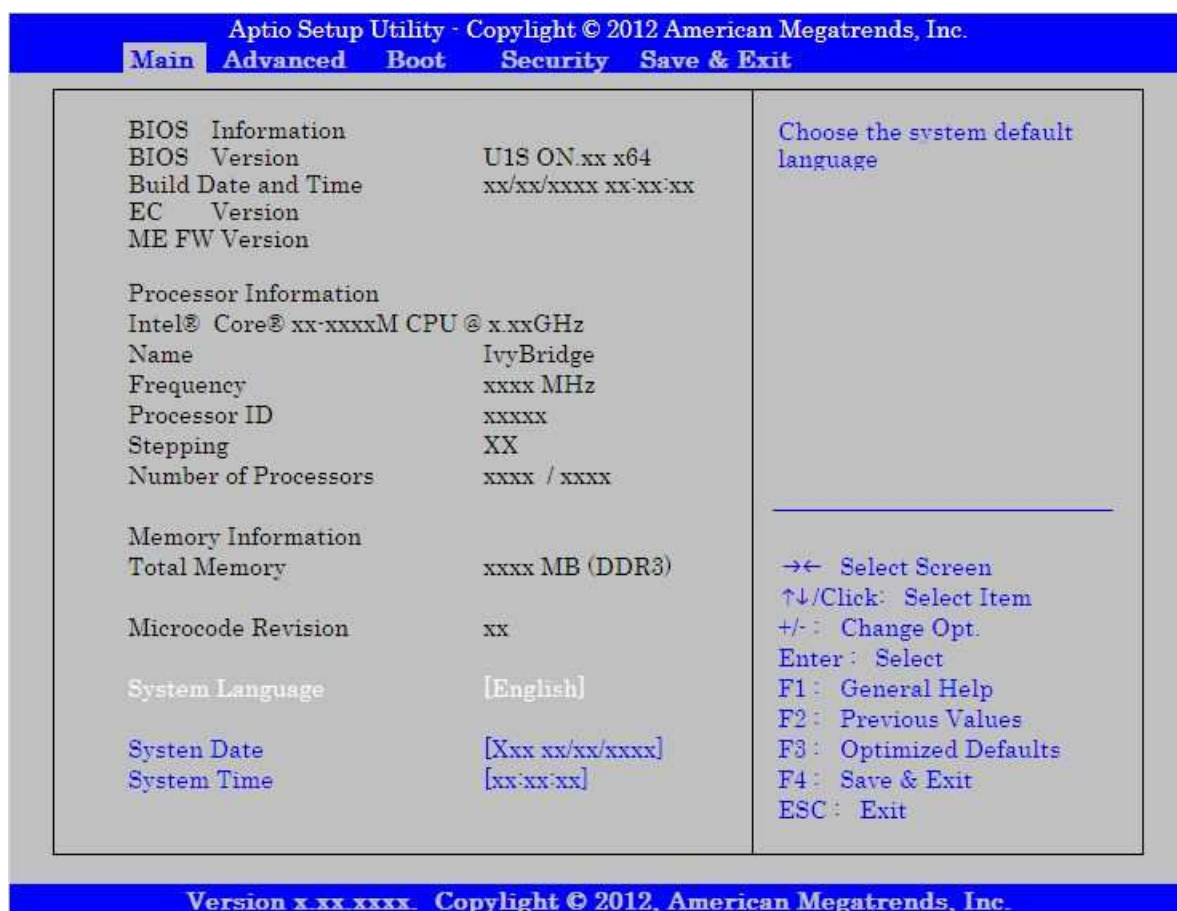 Aptio Setup Utility - Copylight © 2012 American Megatrends, Inc.
Main Advanced Boot Security Save & Exit
BIOS Information
BIOS Version U1S ON.xx x64
Build Date and Time xx/xx/xxxx xx:xx:xx
EC Version
ME FW Version
Processor Information
Intel® Core® xx-xxxxM CPU @ x.xxGHz
Name IvyBridge
Frequency xxxx MHz
Processor ID xxxxx
Stepping XX
Number of Processors xxxx / xxxx
Memory Information
Total Memory xxxx MB (DDR3)
Microcode Revision xx
System Language [English]
Systen Date [Xxx xx/xx/xxxx]
System Time [xx:xx:xx]
Choose the system default
language
→← Select Screen
↑↓/Click: Select Item
+/- : Change Opt.
Enter : Select
F1 : General Help
F2 : Previous Values
F3 : Optimized Defaults
F4 : Save & Exit
ESC : Exit
Version x.xx.xxxx. Copylight © 2012, American Megatrends, Inc.